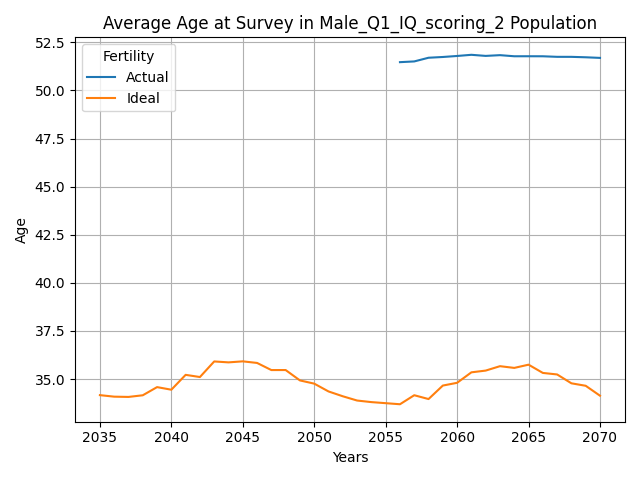 Average Age at Survey in Male_Q1_IQ_scoring_2 Population
Fertility
Actual
Ideal
52.5
50.0
47.5
45.0
42.5
40.0
37.5
35.0
Age
2035 2040 2045 2050 2055 2060 2065 2070
Years